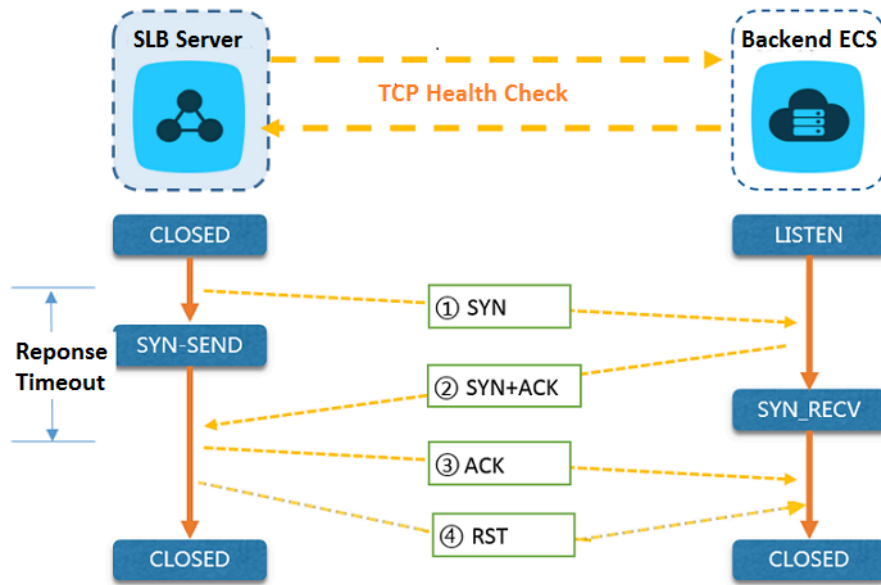 SLB Server
Backend ECS
TCP Health Check
CLOSED
LISTEN
① SYN
SYN-SEND
Reponse
Timeout
② SYN+ACK
SYN_RECV
③ ACK
④ RST
CLOSED
CLOSED